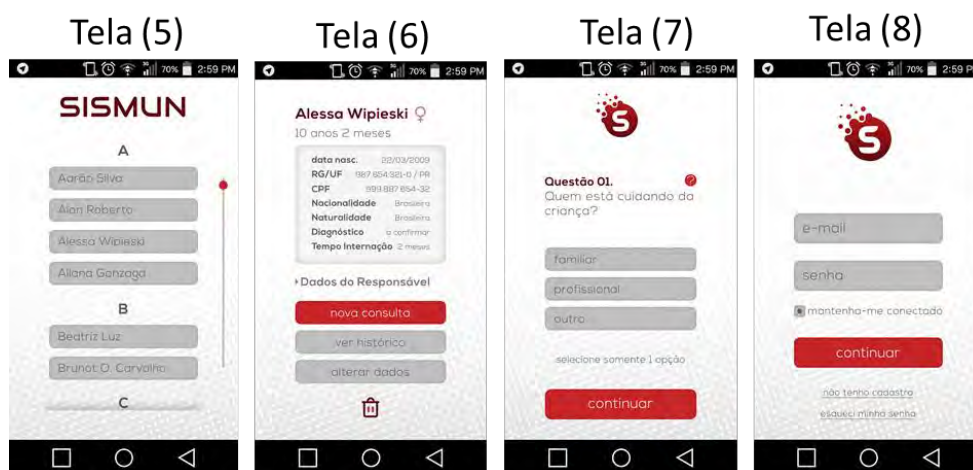 Tela (5)
70% 2:59 PM
SISMUN
A
Aarão Silva
Alan Roberto
Alessa Wipieski
Allana Gonzaga
B
Beatriz Luz
Brunot D. Carvalho
C
Tela (6)
70% 2:59 PM
Alessa Wipieski ♀
10 anos 2 meses
data nasc. 22/03/2009
RG/UF 987.654.321-0 / PR
CPF 999.887.654-32
Nacionalidade Brasileira
Naturalidade Brasileira
Diagnóstico a confirmar
Tempo Internação 2 meses
Dados do Responsável
nova consulta
ver histórico
alterar dados
Tela (7)
70% 2:59 PM
S
Questão 01. ?
Quem está cuidando da
criança?
familiar
profissional
outro
selecione somente 1 opção
continuar
Tela (8)
70% 2:59 PM
S
e-mail
senha
mantenha-me conectado
continuar
não tenho cadastro
esqueci minha senha